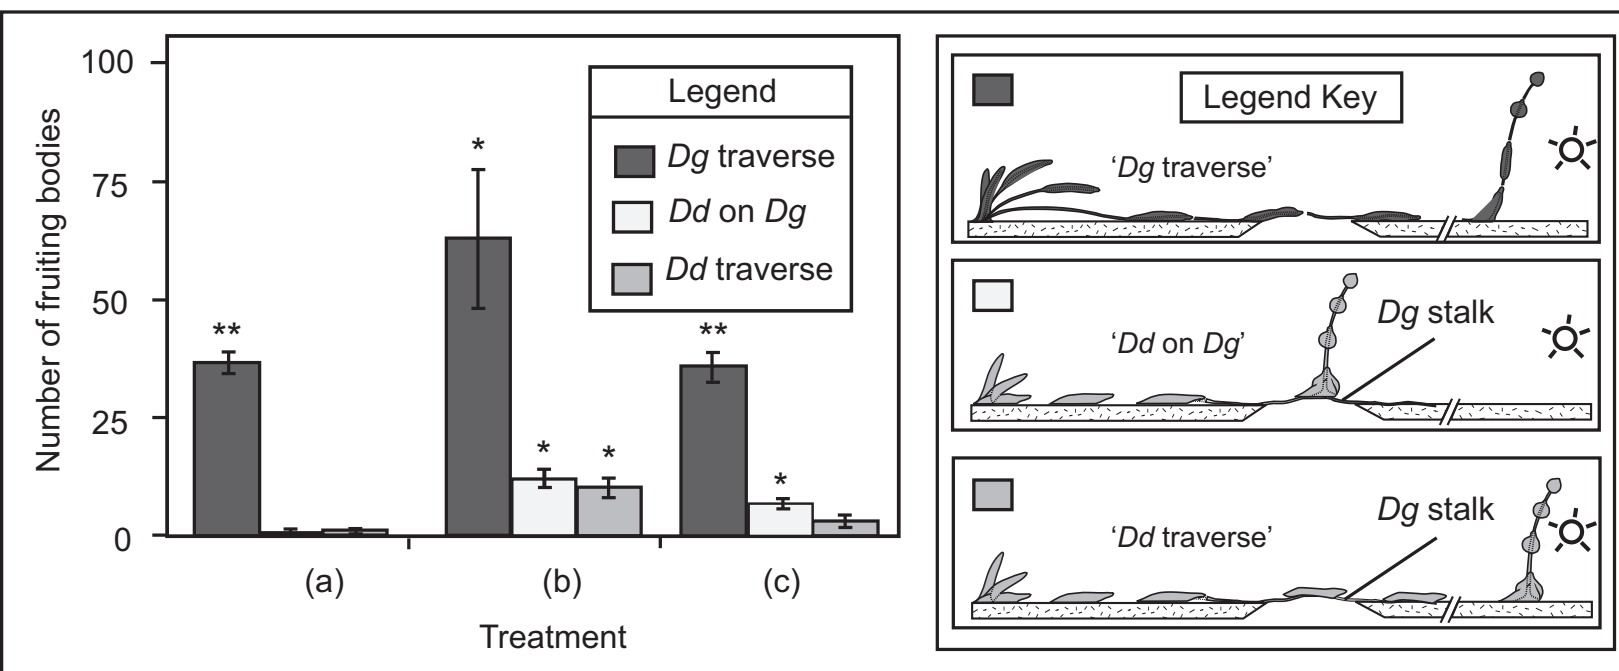 100
75
50
25
0
Number of fruiting bodies
**
*
*
*
**
*
(a)
(b)
(c)
Treatment
Legend
Dg traverse
Dd on Dg
Dd traverse
Legend Key
‘Dg traverse’
‘Dd on Dg’
Dg stalk
‘Dd traverse’
Dg stalk